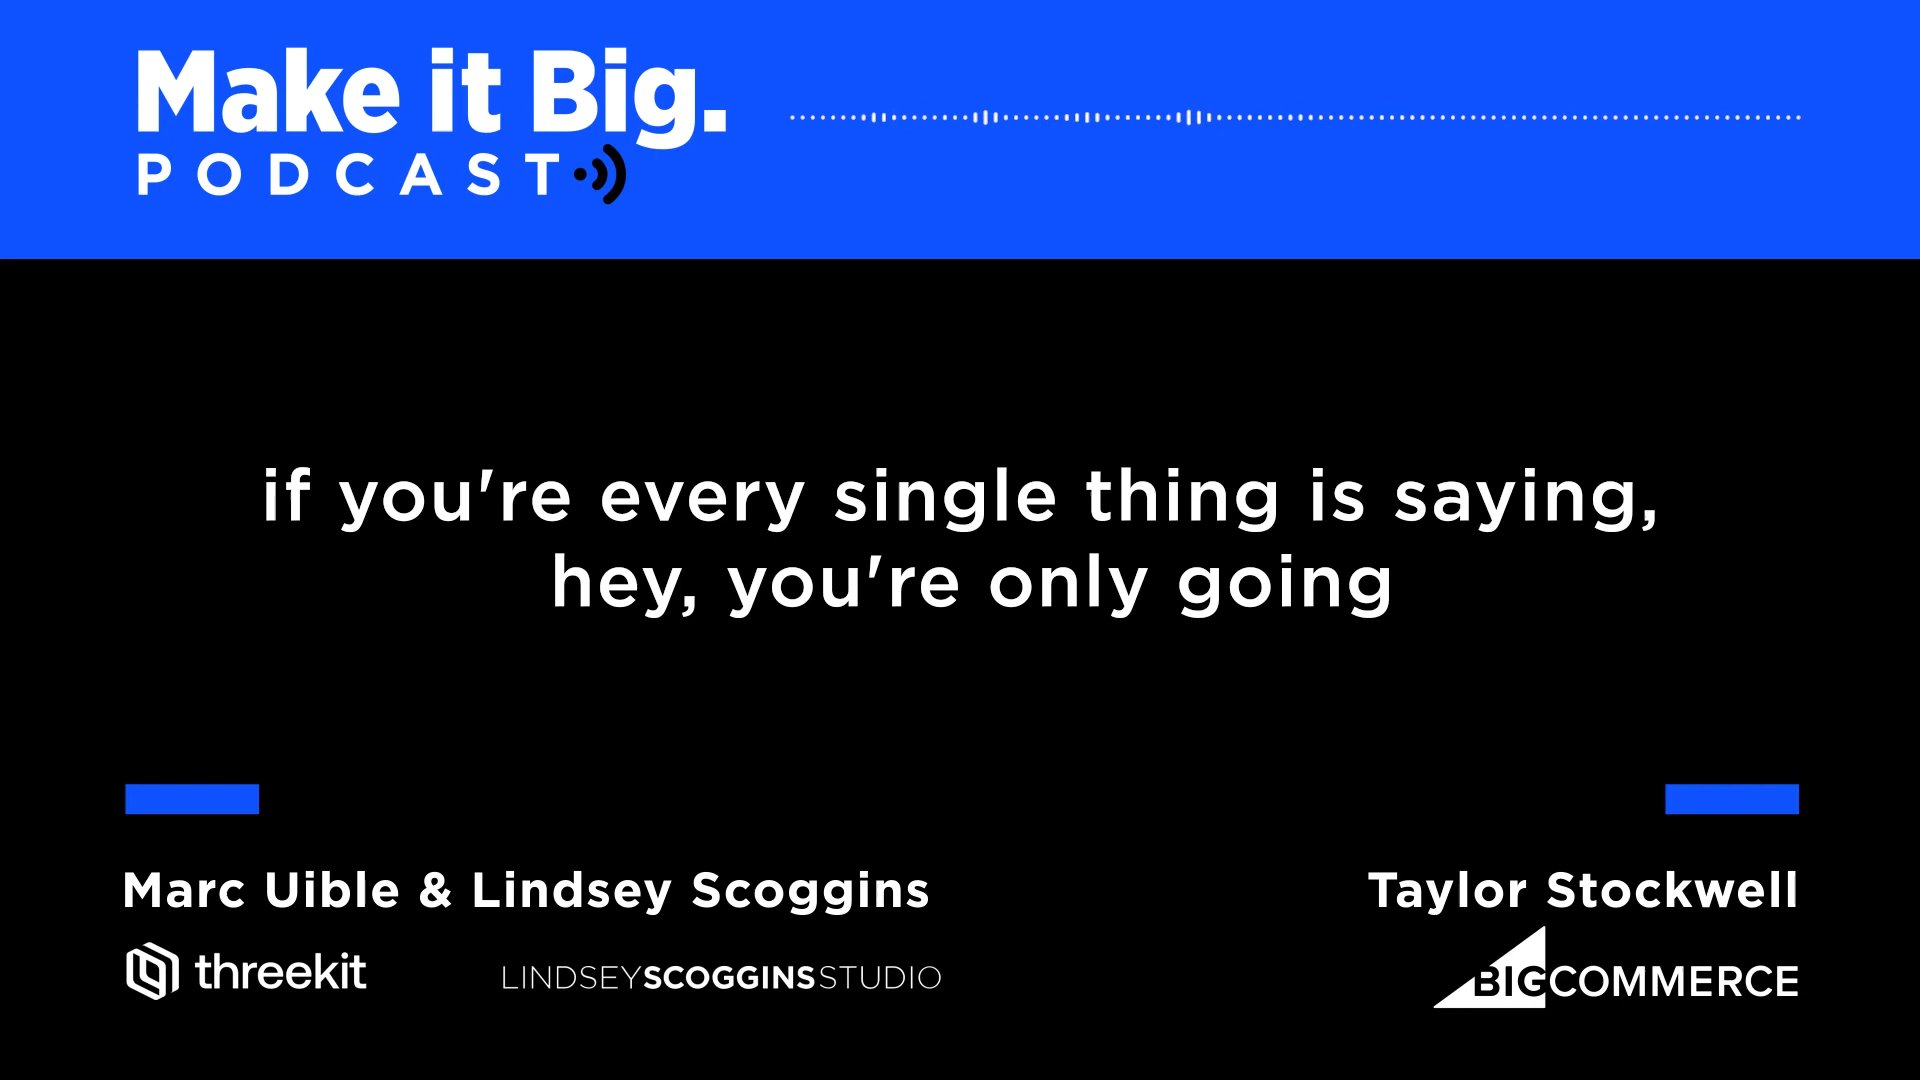 Make it Big.
PODCAST
if you're every single thing is saying,
hey, you're only going
Marc Uible & Lindsey Scoggins
Taylor Stockwell
threekit
LINDSEYSCOGGINSSTUDIO
BIGCOMMERCE